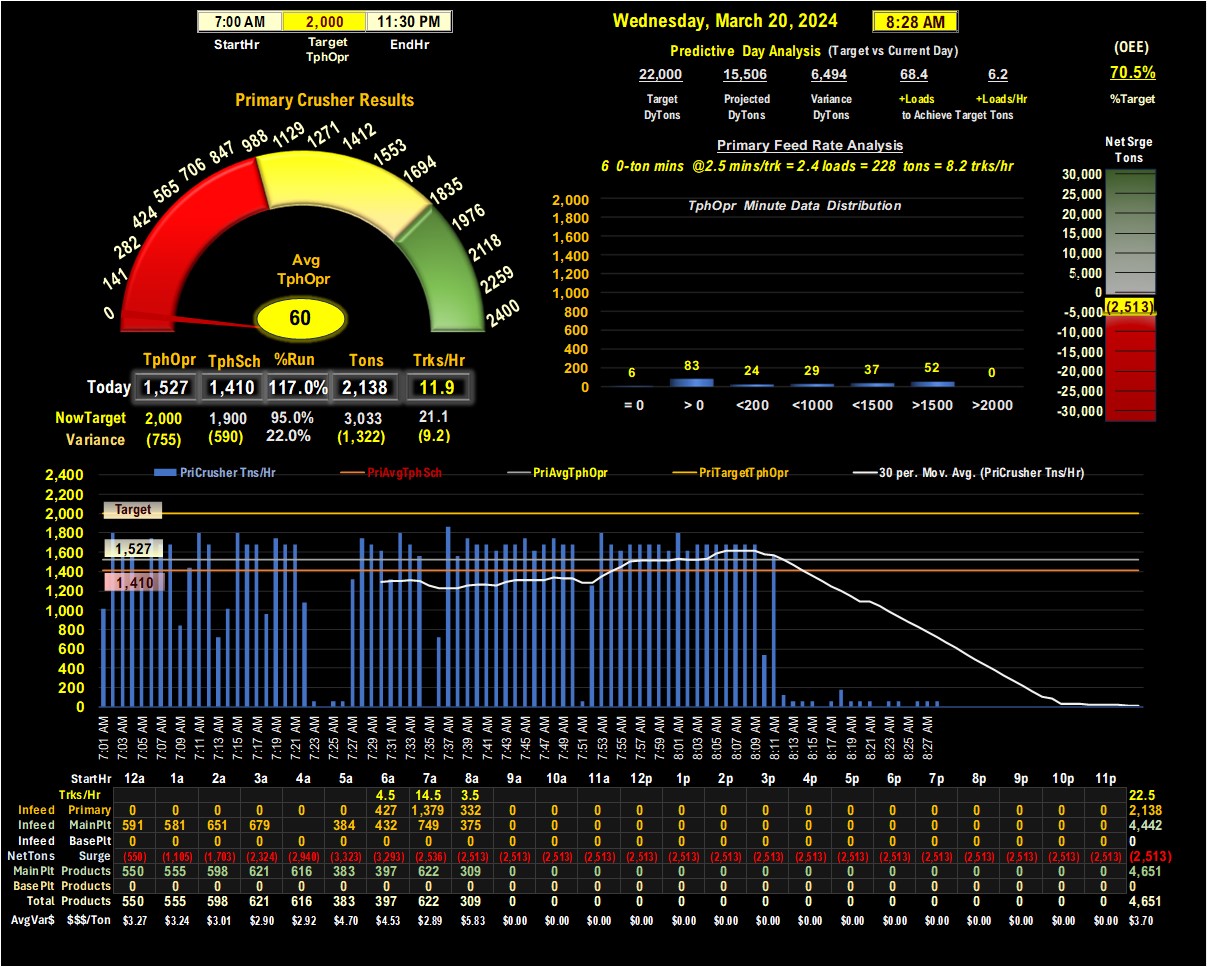 7:00 AM 2,000 11:30 PM
StartHr Target TphOpr EndHr
Wednesday, March 20, 2024 8:28 AM
Predictive Day Analysis (Target vs Current Day)
22,000 15,506 6,494 68.4 6.2
Target Projected Variance +Loads +Loads/Hr
DyTons DyTons DyTons to Achieve Target Tons
(OEE)
70.5%
%Target
Primary Crusher Results
0 141 282 424 565 706 847 988 1129 1271 1412 1553 1694 1835 1976 2118 2259 2400
Avg
TphOpr
60
TphOpr TphSch %Run Tons Trks/Hr
Today 1,527 1,410 117.0% 2,138 11.9
NowTarget 2,000 1,900 95.0% 3,033 21.1
Variance (755) (590) 22.0% (1,322) (9.2)
Primary Feed Rate Analysis
6 0-ton mins @2.5 mins/trk = 2.4 loads = 228 tons = 8.2 trks/hr
TphOpr Minute Data Distribution
2,000
1,800
1,600
1,400
1,200
1,000
800
600
400
200
0
6 83 24 29 37 52 0
= 0 > 0 <200 <1000 <1500 >1500 >2000
Net Srge
Tons
30,000
25,000
20,000
15,000
10,000
5,000
0
(2,513)
-5,000
-10,000
-15,000
-20,000
-25,000
-30,000
PriCrusher Tns/Hr PriAvgTphSch PriAvgTphOpr PriTargetTphOpr 30 per. Mov. Avg. (PriCrusher Tns/Hr)
2,400
2,200
2,000
1,800
1,600
1,400
1,200
1,000
800
600
400
200
0
Target
1,527
1,410
7:01 AM 7:03 AM 7:05 AM 7:07 AM 7:09 AM 7:11 AM 7:13 AM 7:15 AM 7:17 AM 7:19 AM 7:21 AM 7:23 AM 7:25 AM 7:27 AM 7:29 AM 7:31 AM 7:33 AM 7:35 AM 7:37 AM 7:39 AM 7:41 AM 7:43 AM 7:45 AM 7:47 AM 7:49 AM 7:51 AM 7:53 AM 7:55 AM 7:57 AM 7:59 AM 8:01 AM 8:03 AM 8:05 AM 8:07 AM 8:09 AM 8:11 AM 8:13 AM 8:15 AM 8:17 AM 8:19 AM 8:21 AM 8:23 AM 8:25 AM 8:27 AM
StartHr 12a 1a 2a 3a 4a 5a 6a 7a 8a 9a 10a 11a 12p 1p 2p 3p 4p 5p 6p 7p 8p 9p 10p 11p
Trks/Hr 4.5 14.5 3.5 22.5
Infeed Primary 0 0 0 0 0 0 427 1,379 332 0 0 0 0 0 0 0 0 0 0 0 0 0 0 0 2,138
Infeed MainPlt 591 581 651 679 384 432 749 375 0 0 0 0 0 0 0 0 0 0 0 0 0 0 0 4,442
Infeed BasePlt 0 0 0 0 0 0 0 0 0 0 0 0 0 0 0 0 0 0 0 0 0 0 0 0
NetTons Surge (550) (1,105) (1,703) (2,324) (2,940) (3,323) (3,293) (2,536) (2,513) (2,513) (2,513) (2,513) (2,513) (2,513) (2,513) (2,513) (2,513) (2,513) (2,513) (2,513) (2,513) (2,513) (2,513) (2,513) (2,513)
MainPlt Products 550 555 598 621 616 383 397 622 309 0 0 0 0 0 0 0 0 0 0 0 0 0 0 0 4,651
BasePlt Products 0 0 0 0 0 0 0 0 0 0 0 0 0 0 0 0 0 0 0 0 0 0 0 0 0
Total Products 550 555 598 621 616 383 397 622 309 0 0 0 0 0 0 0 0 0 0 0 0 0 0 0 4,651
AvgVar$ $$$/Ton $3.27 $3.24 $3.01 $2.90 $2.92 $4.70 $4.53 $2.89 $5.83 $0.00 $0.00 $0.00 $0.00 $0.00 $0.00 $0.00 $0.00 $0.00 $0.00 $0.00 $0.00 $0.00 $0.00 $0.00 $3.70